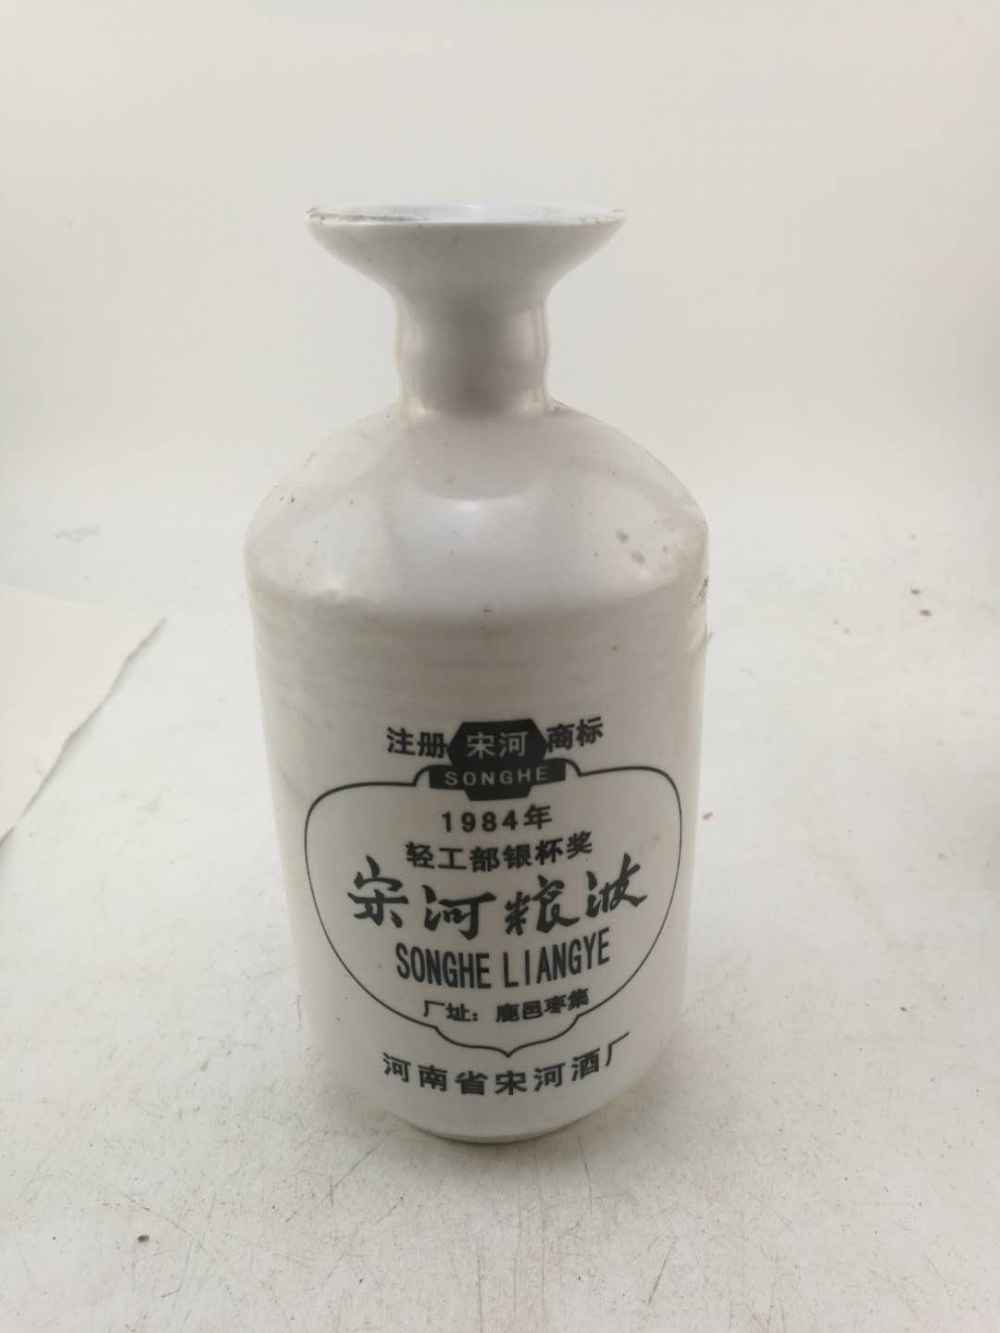 注册 宋河 商标
SONGHE
1984年
轻工部银杯奖
宋河粮液
SONGHE LIANGYE
厂址：鹿邑枣集
河南省宋河酒厂